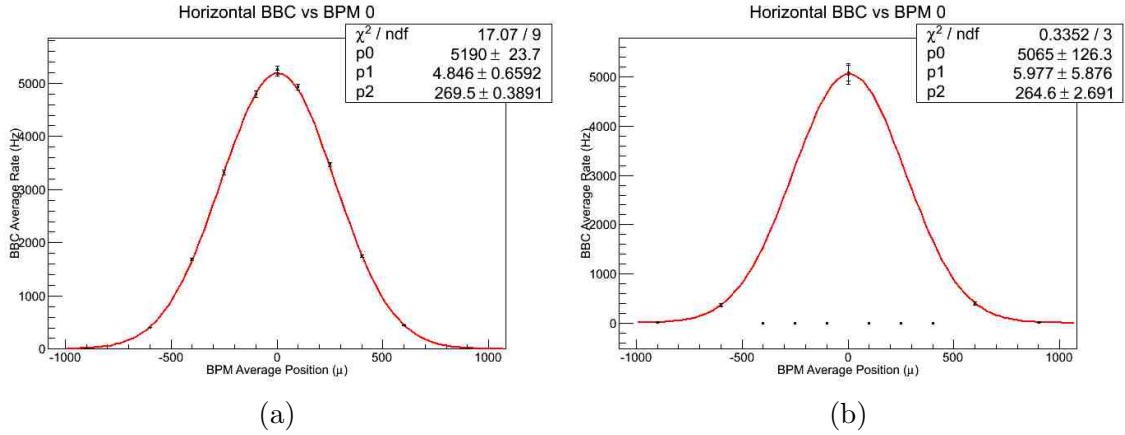 Horizontal BBC vs BPM 0
χ² / ndf 17.07 / 9
p0 5190 ± 23.7
p1 4.846 ± 0.6592
p2 269.5 ± 0.3891
BBC Average Rate (Hz)
5000
4000
3000
2000
1000
0
-1000 -500 0 500 1000
BPM Average Position (μ)
(a)
Horizontal BBC vs BPM 0
χ² / ndf 0.3352 / 3
p0 5065 ± 126.3
p1 5.977 ± 5.876
p2 264.6 ± 2.691
BBC Average Rate (Hz)
5000
4000
3000
2000
1000
0
-1000 -500 0 500 1000
BPM Average Position (μ)
(b)